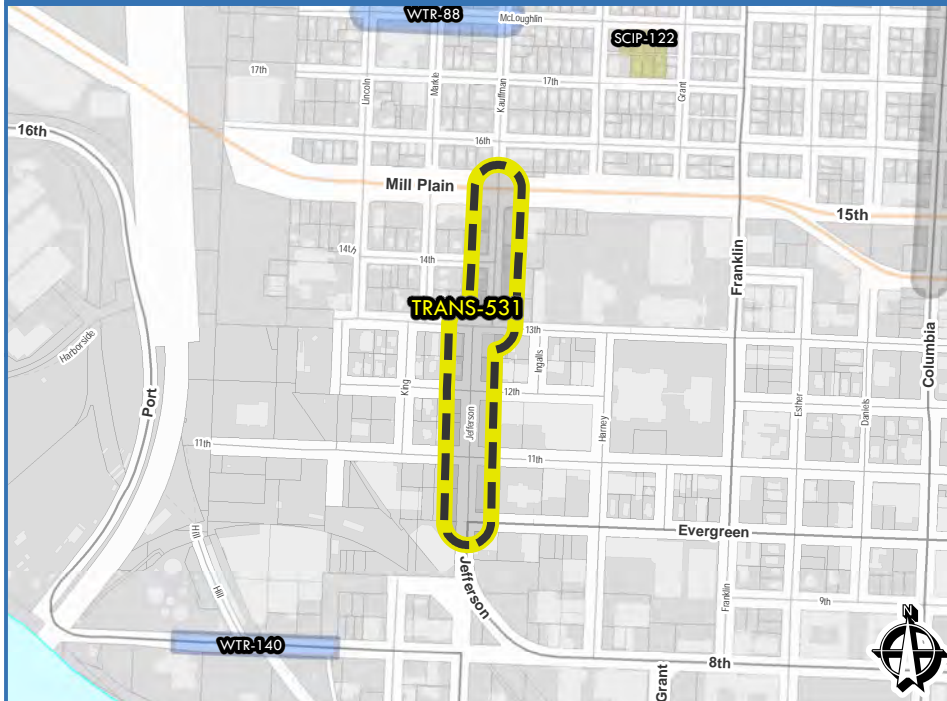 WTR-88
McLoughlin
SCIP-122
17th
17th
Lincoln
Markle
Kauffman
Grant
16th
16th
Mill Plain
15th
14th
14th
Franklin
TRANS-531
13th
Harborside
Port
King
Ingalls
12th
Jefferson
Harney
Esther
Daniels
Columbia
11th
11th
Evergreen
Hill
Hill
Jefferson
Franklin
9th
N
WTR-140
8th
Grant